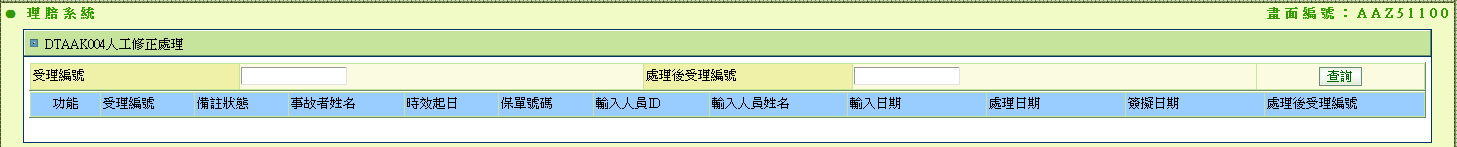 理賠系統 畫面編號：AAZ51100
DTAAK004人工修正處理
受理編號 處理後受理編號 查詢
功能 受理編號 備註狀態 事故者姓名 時效起日 保單號碼 輸入人員ID 輸入人員姓名 輸入日期 處理日期 簽擬日期 處理後受理編號